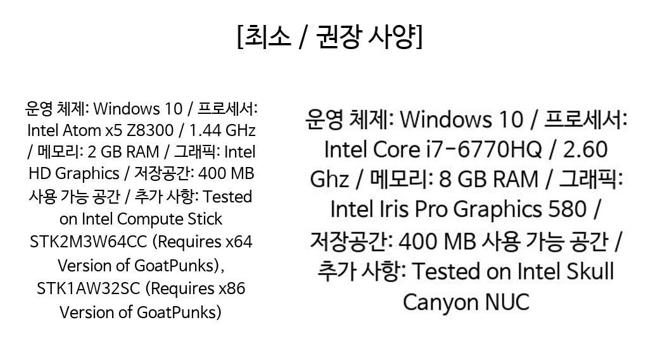 [최소 / 권장 사양]
운영 체제: Windows 10 / 프로세서:
Intel Atom x5 Z8300 / 1.44 GHz
/ 메모리: 2 GB RAM / 그래픽: Intel
HD Graphics / 저장공간: 400 MB
사용 가능 공간 / 추가 사항: Tested
on Intel Compute Stick
STK2M3W64CC (Requires x64
Version of GoatPunks),
STK1AW32SC (Requires x86
Version of GoatPunks)
운영 체제: Windows 10 / 프로세서:
Intel Core i7-6770HQ / 2.60
Ghz / 메모리: 8 GB RAM / 그래픽:
Intel Iris Pro Graphics 580 /
저장공간: 400 MB 사용 가능 공간 /
추가 사항: Tested on Intel Skull
Canyon NUC